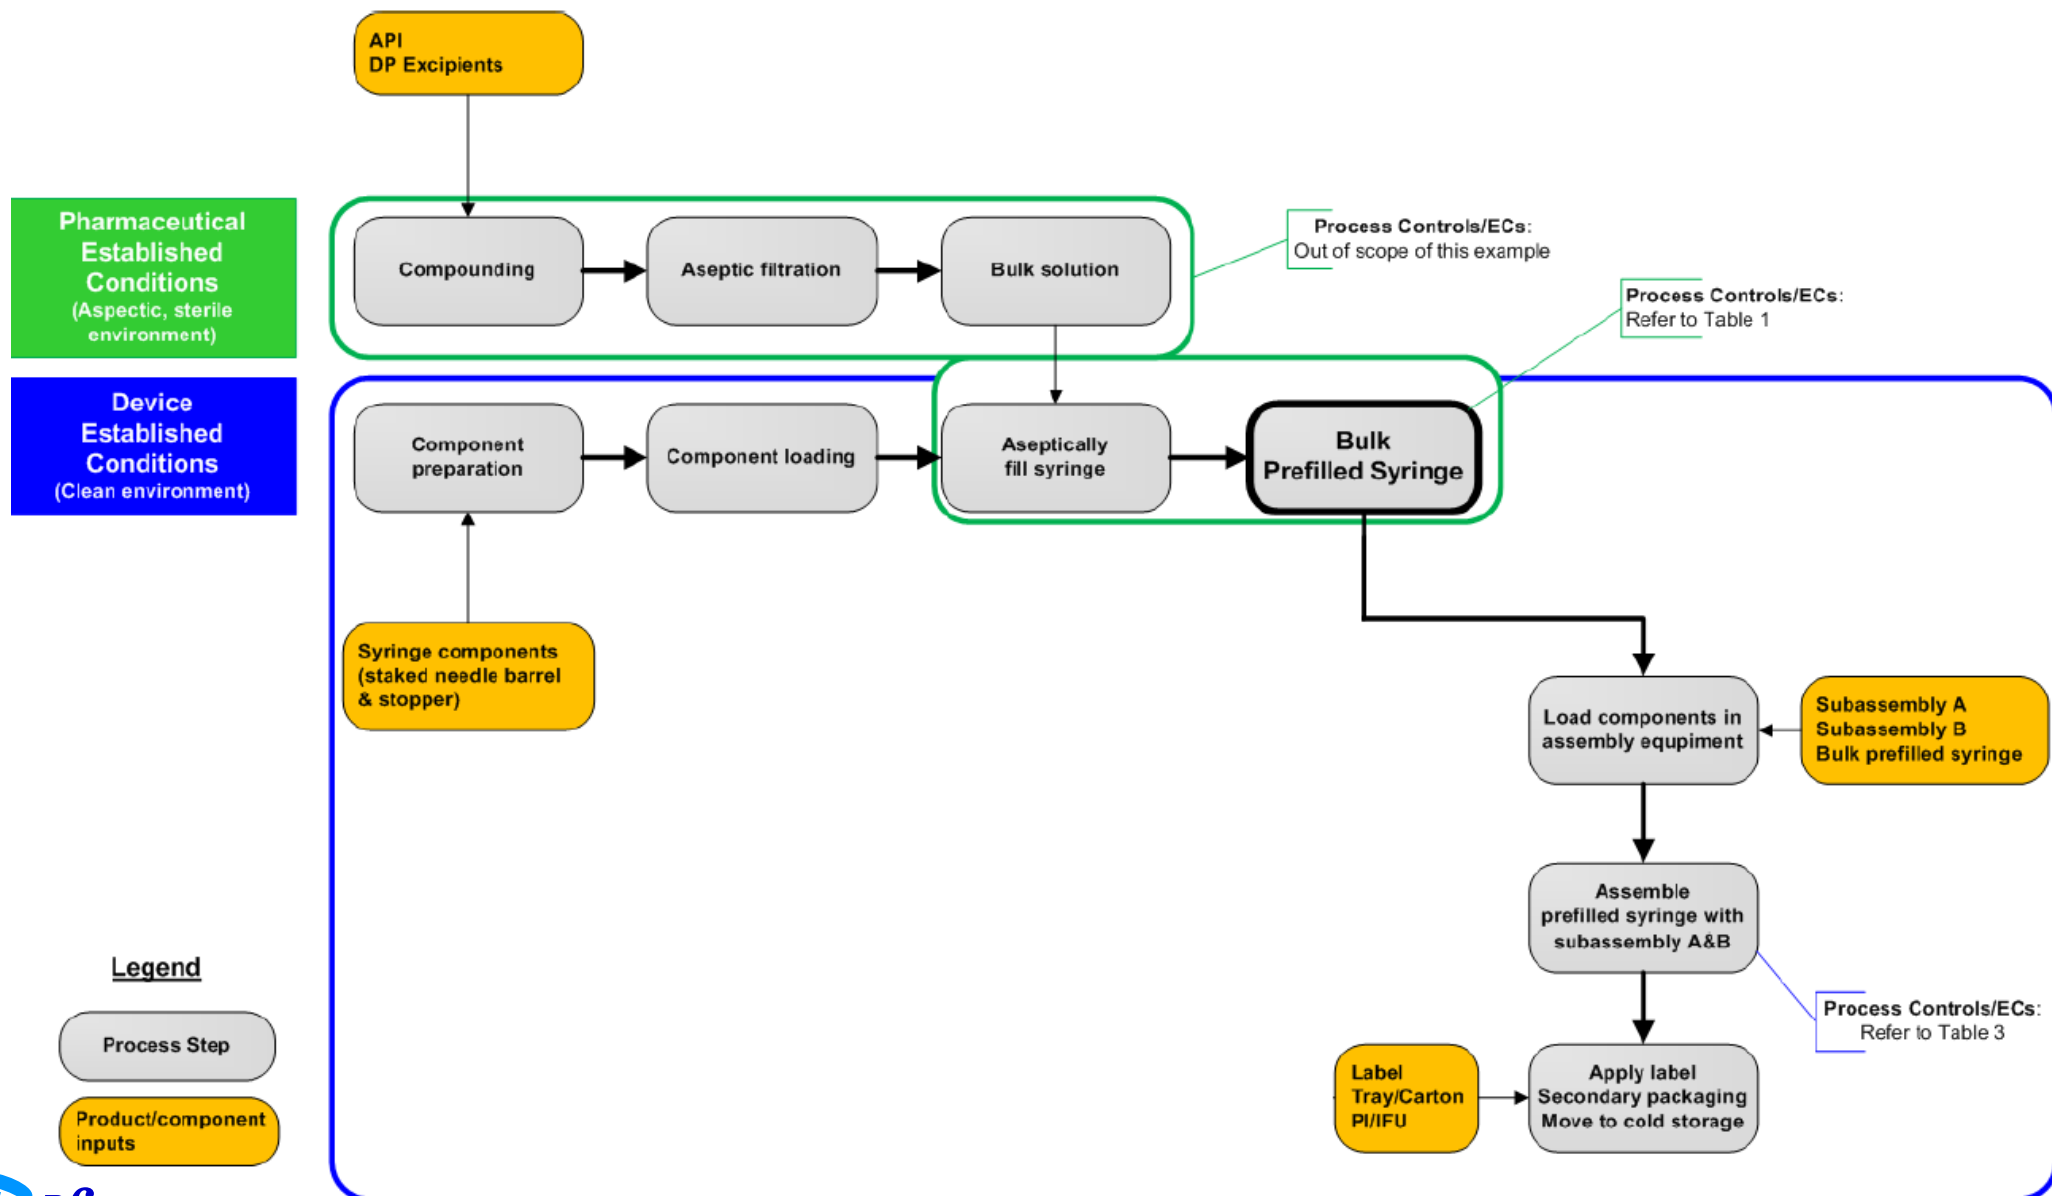 API
DP Excipients
Pharmaceutical
Established
Conditions
(Aspectic, sterile
environment)
Compounding
Aseptic filtration
Bulk solution
Process Controls/ECs:
Out of scope of this example
Process Controls/ECs:
Refer to Table 1
Device
Established
Conditions
(Clean environment)
Component
preparation
Component loading
Aseptically
fill syringe
Bulk
Prefilled Syringe
Syringe components
(staked needle barrel
& stopper)
Load components in
assembly equpiment
Subassembly A
Subassembly B
Bulk prefilled syringe
Assemble
prefilled syringe with
subassembly A&B
Process Controls/ECs:
Refer to Table 3
Legend
Process Step
Product/component
inputs
Label
Tray/Carton
PI/IFU
Apply label
Secondary packaging
Move to cold storage